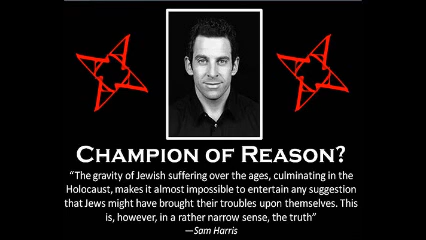 CHAMPION OF REASON?
“The gravity of Jewish suffering over the ages, culminating in the
Holocaust, makes it almost impossible to entertain any suggestion
that Jews might have brought their troubles upon themselves. This
is, however, in a rather narrow sense, the truth”
—Sam Harris